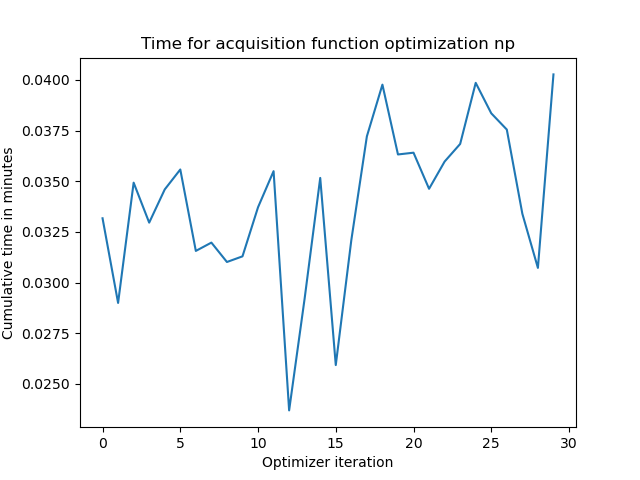 Time for acquisition function optimization np
Cumulative time in minutes
0.0400
0.0375
0.0350
0.0325
0.0300
0.0275
0.0250
0 5 10 15 20 25 30
Optimizer iteration